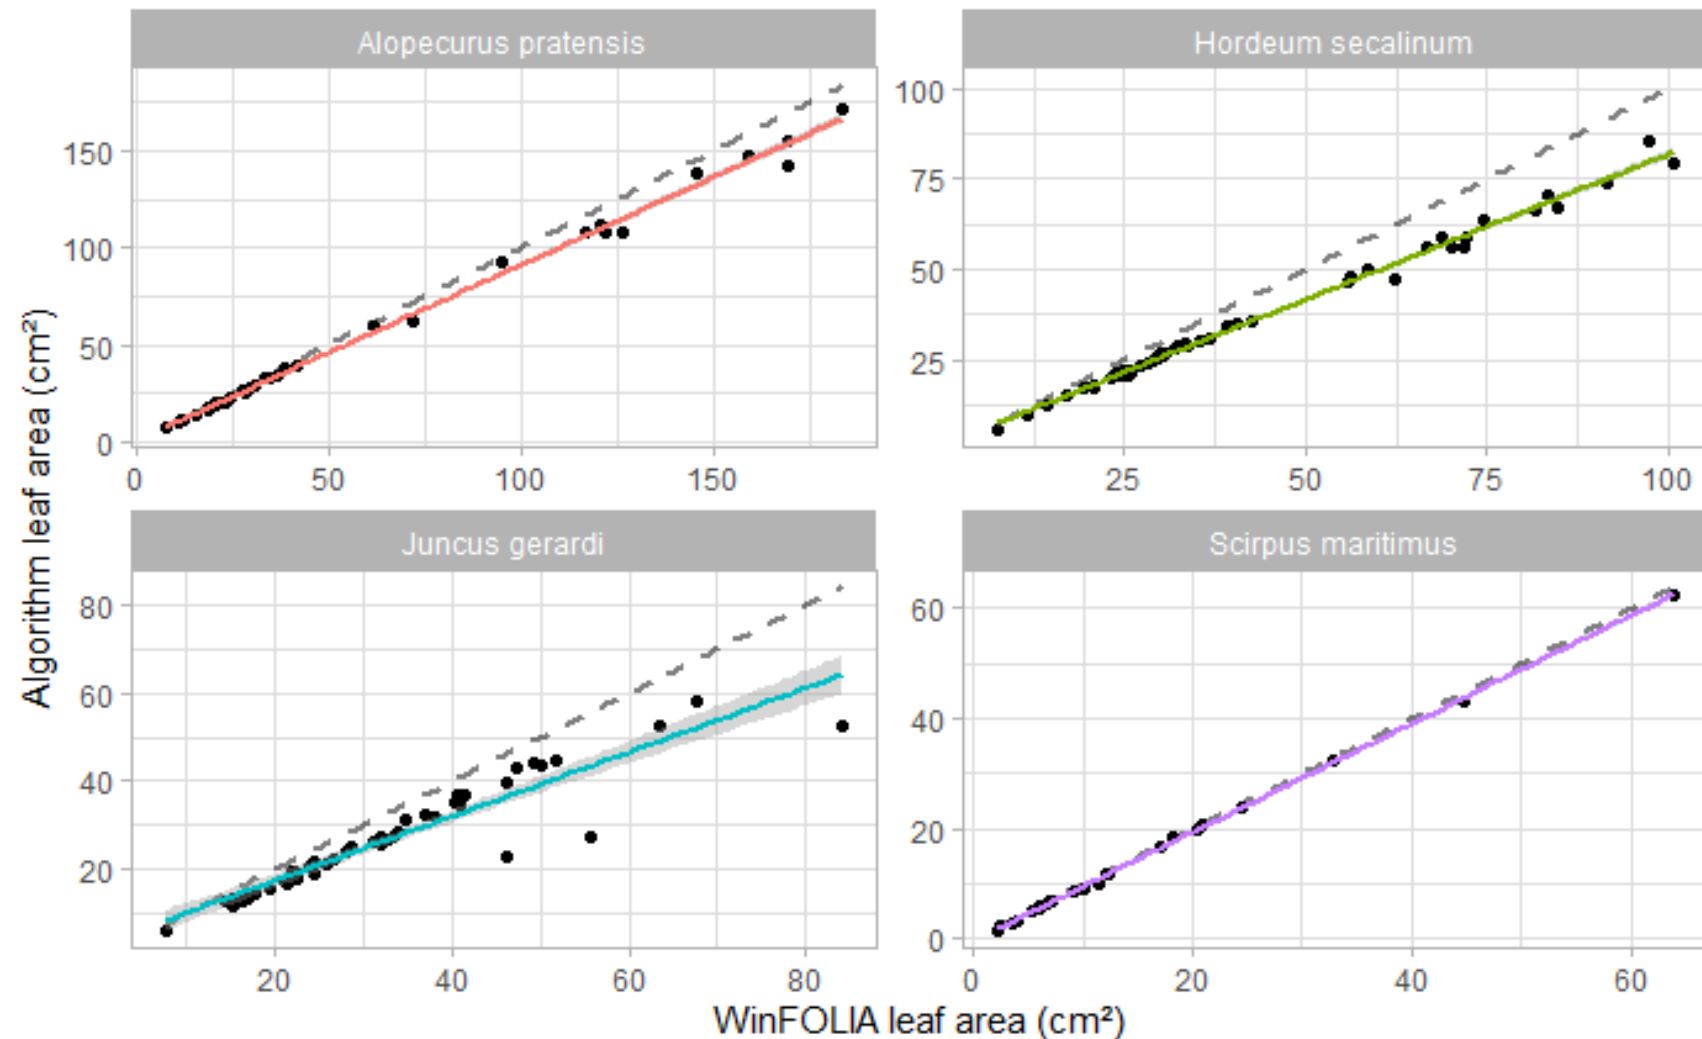 Alopecurus pratensis
Hordeum secalinum
150
100
50
0
0 50 100 150
100
75
50
25
25 50 75 100
Algorithm leaf area (cm²)
Juncus gerardi
Scirpus maritimus
80
60
40
20
20 40 60 80
60
40
20
0
0 20 40 60
WinFOLIA leaf area (cm²)